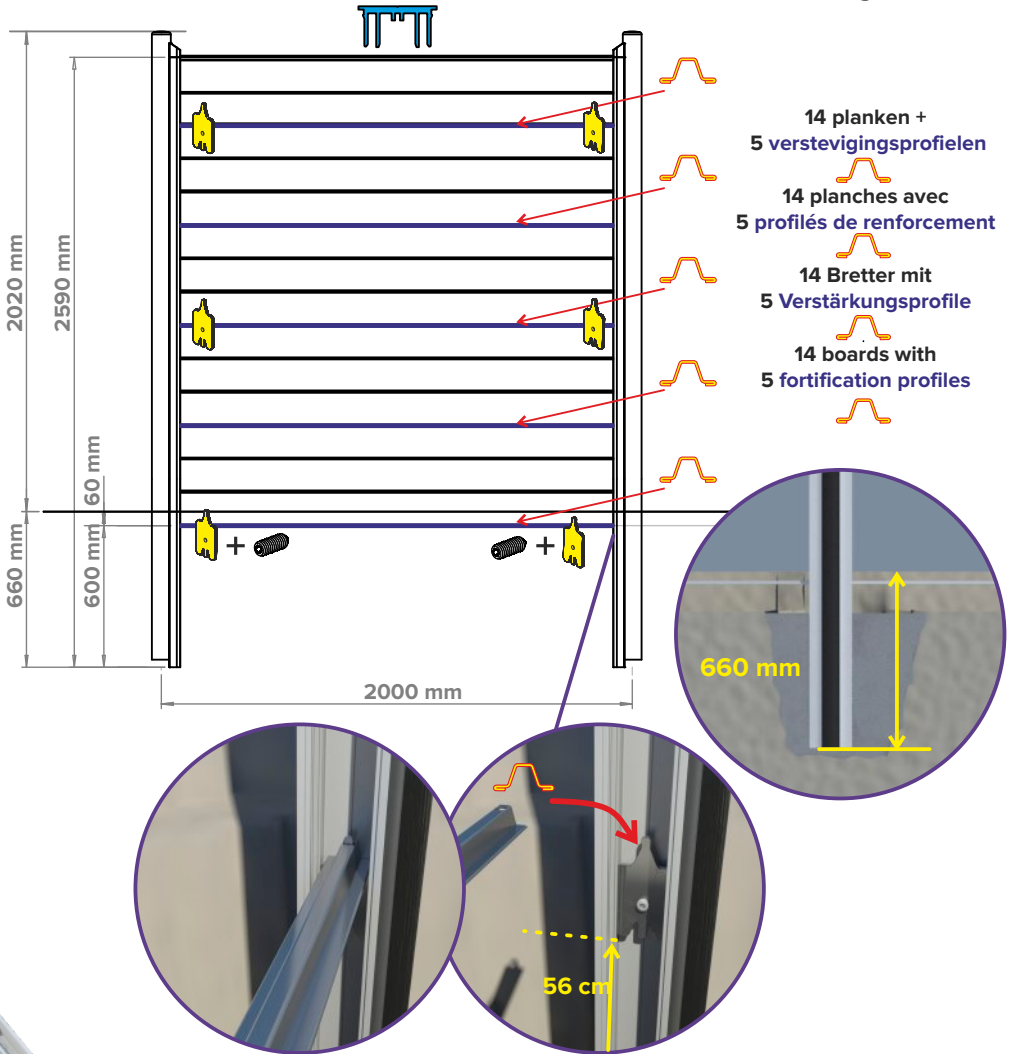 14 planken +
5 verstevigingsprofielen
14 planches avec
5 profilés de renforcement
14 Bretter mit
5 Verstärkungsprofile
14 boards with
5 fortification profiles
2020 mm
2590 mm
60 mm
660 mm
600 mm
+
+
2000 mm
660 mm
56 cm